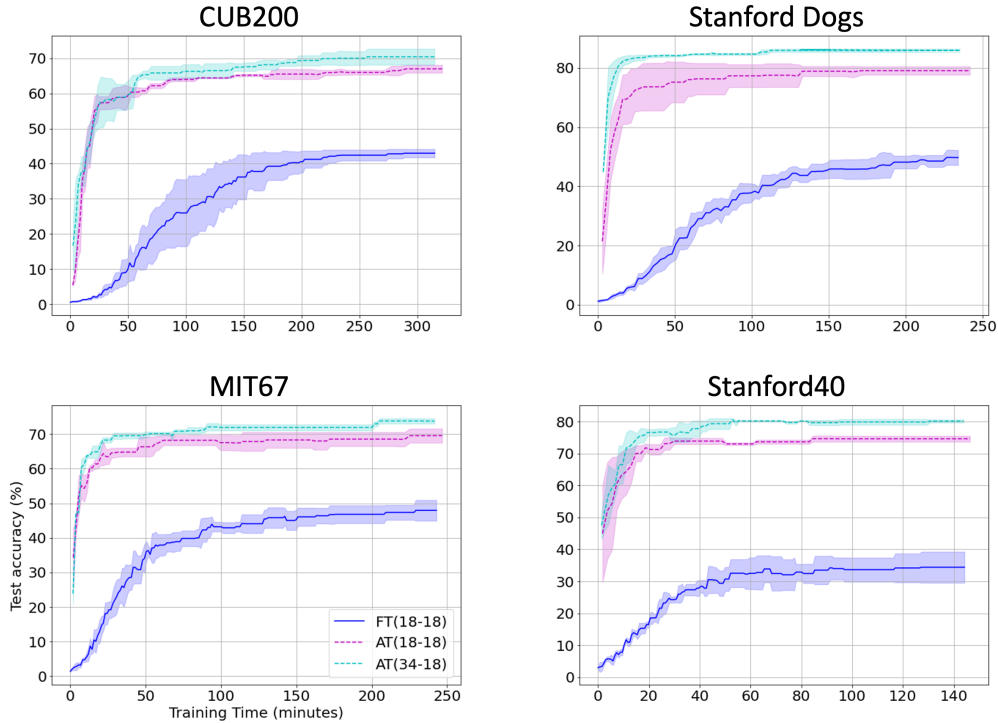 CUB200
70
60
50
40
30
20
10
0
0 50 100 150 200 250 300
Stanford Dogs
80
60
40
20
0
0 50 100 150 200 250
MIT67
Test accuracy (%)
70
60
50
40
30
20
10
0
FT(18-18)
AT(18-18)
AT(34-18)
0 50 100 150 200 250
Training Time (minutes)
Stanford40
80
70
60
50
40
30
20
10
0
0 20 40 60 80 100 120 140